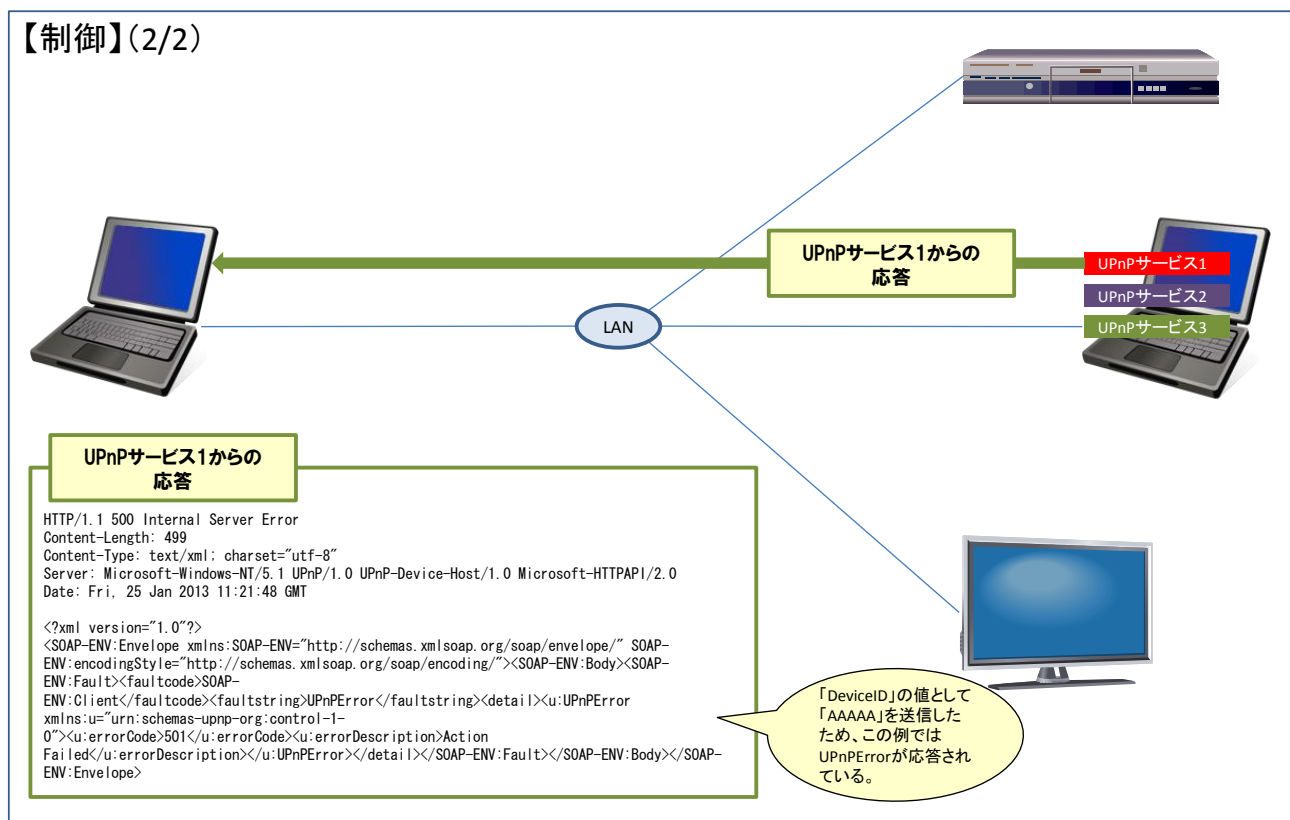 【制御】(2/2)
UPnPサービス1からの
応答
UPnPサービス1
UPnPサービス2
UPnPサービス3
LAN
UPnPサービス1からの
応答
HTTP/1.1 500 Internal Server Error
Content-Length: 499
Content-Type: text/xml; charset="utf-8"
Server: Microsoft-Windows-NT/5.1 UPnP/1.0 UPnP-Device-Host/1.0 Microsoft-HTTPAPI/2.0
Date: Fri, 25 Jan 2013 11:21:48 GMT
<?xml version="1.0"?>
<SOAP-ENV:Envelope xmlns:SOAP-ENV="http://schemas.xmlsoap.org/soap/envelope/" SOAP-
ENV:encodingStyle="http://schemas.xmlsoap.org/soap/encoding/"><SOAP-ENV:Body><SOAP-
ENV:Fault><faultcode>SOAP-
ENV:Client</faultcode><faultstring>UPnPError</faultstring><detail><u:UPnPError
xmlns:u="urn:schemas-upnp-org:control-1-
0"><u:errorCode>501</u:errorCode><u:errorDescription>Action
Failed</u:errorDescription></u:UPnPError></detail></SOAP-ENV:Fault></SOAP-ENV:Body></SOAP-
ENV:Envelope>
「DeviceID」の値として
「AAAAA」を送信した
ため、この例では
UPnPErrorが応答され
ている。